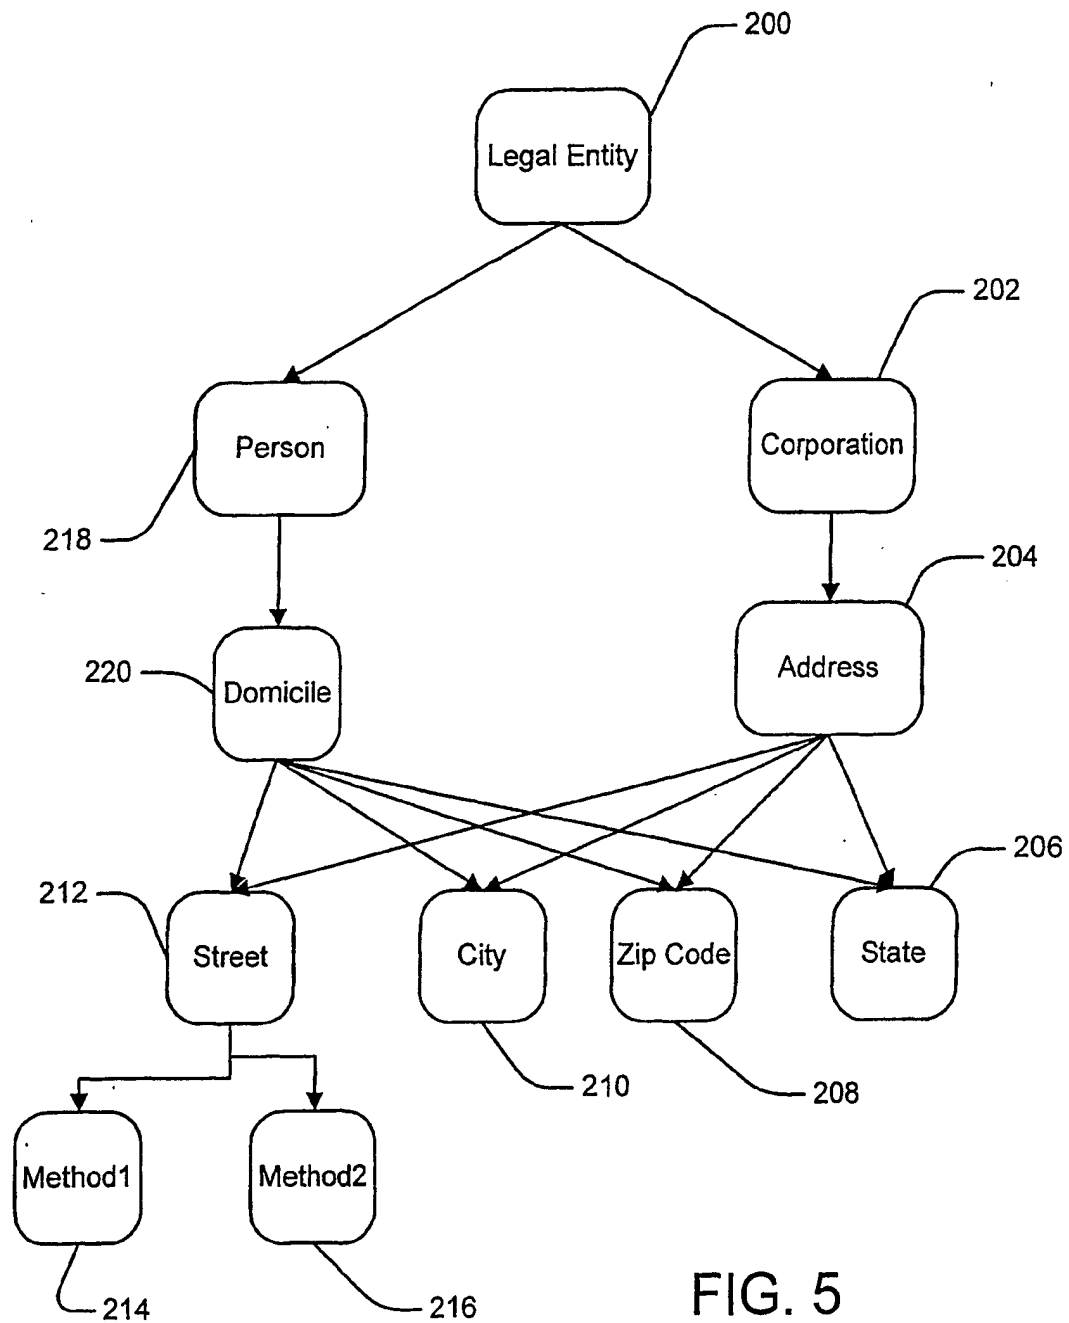 200
Legal Entity
202
Person
Corporation
218
204
220
Domicile
Address
206
212
Street
City
Zip Code
State
210
208
Method1
Method2
214
216
FIG. 5